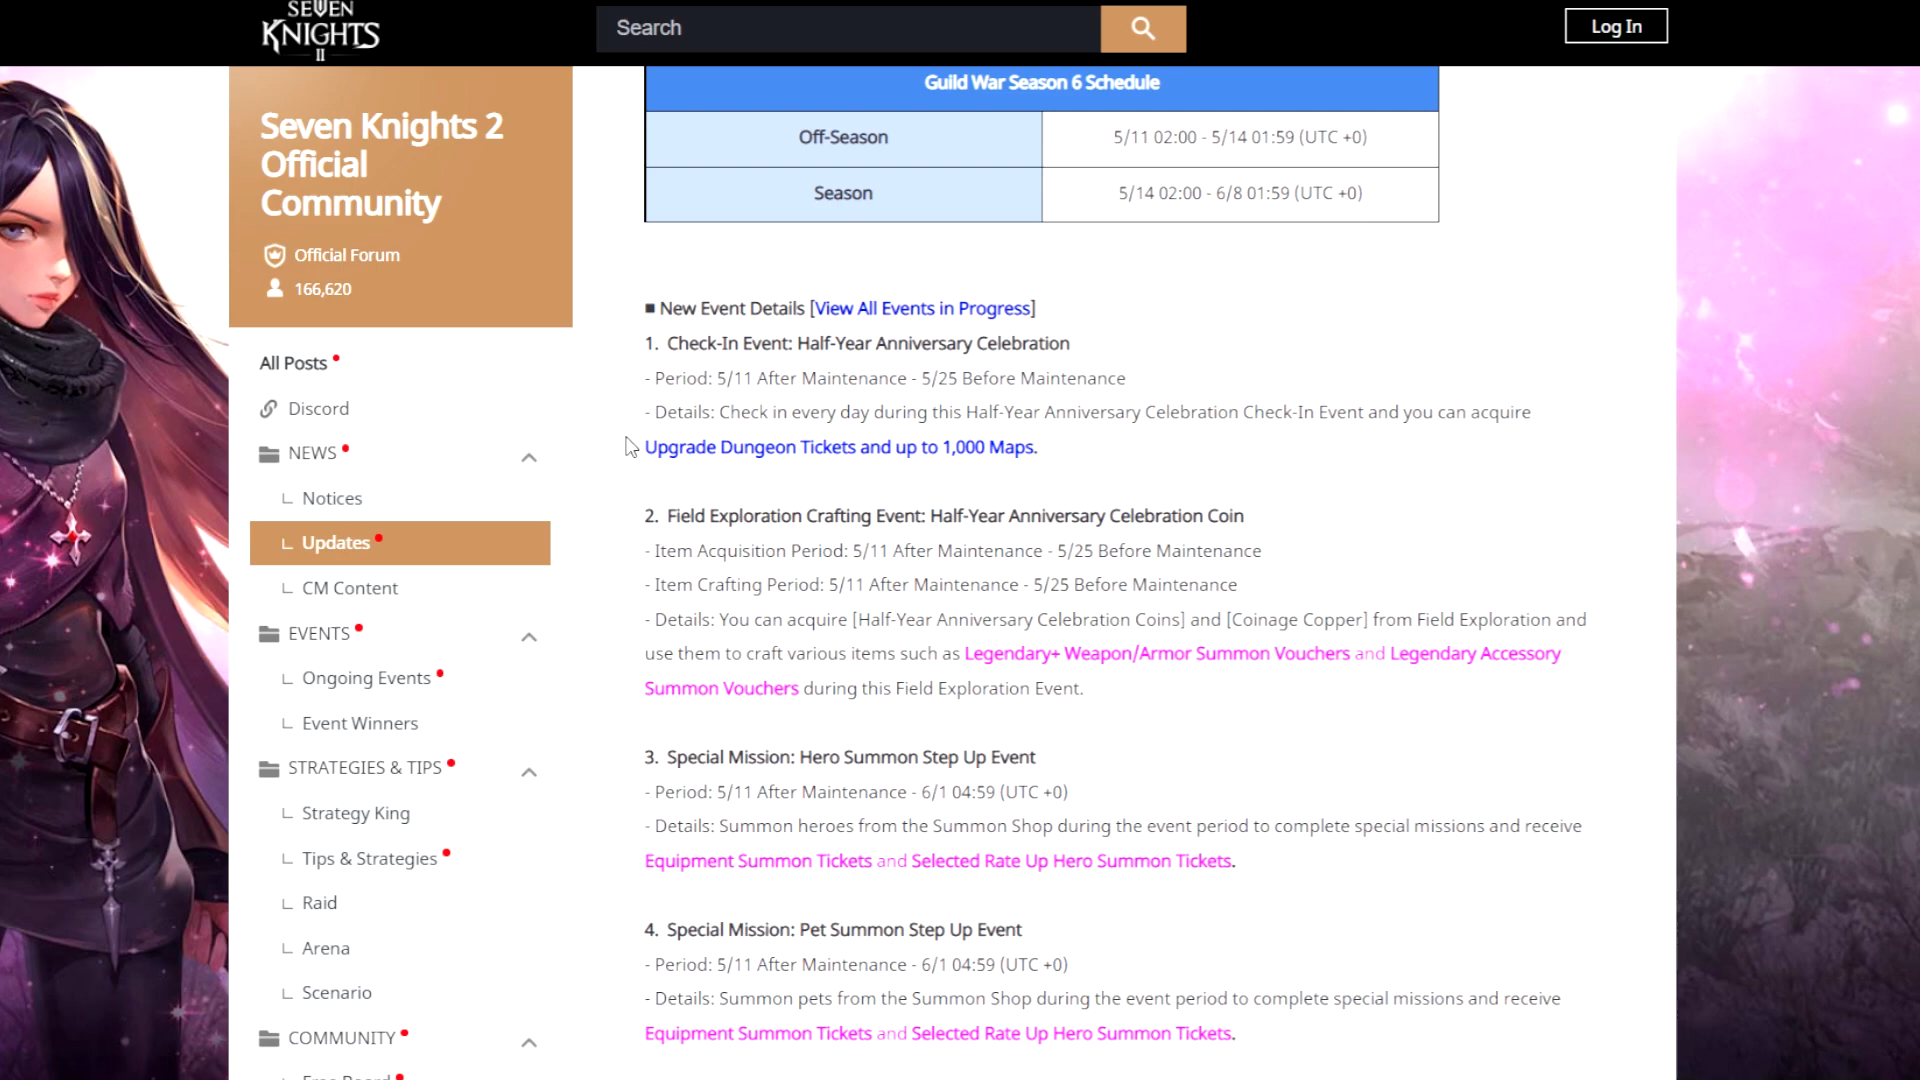 SEVEN
KNIGHTS
II
Search
Log In
Seven Knights 2
Official
Community
Official Forum
166,620
All Posts
Discord
NEWS
Notices
Updates
CM Content
EVENTS
Ongoing Events
Event Winners
STRATEGIES & TIPS
Strategy King
Tips & Strategies
Raid
Arena
Scenario
COMMUNITY
Free Board
Guild War Season 6 Schedule
Off-Season 5/11 02:00 - 5/14 01:59 (UTC +0)
Season 5/14 02:00 - 6/8 01:59 (UTC +0)
■ New Event Details [View All Events in Progress]
1. Check-In Event: Half-Year Anniversary Celebration
- Period: 5/11 After Maintenance - 5/25 Before Maintenance
- Details: Check in every day during this Half-Year Anniversary Celebration Check-In Event and you can acquire
Upgrade Dungeon Tickets and up to 1,000 Maps.
2. Field Exploration Crafting Event: Half-Year Anniversary Celebration Coin
- Item Acquisition Period: 5/11 After Maintenance - 5/25 Before Maintenance
- Item Crafting Period: 5/11 After Maintenance - 5/25 Before Maintenance
- Details: You can acquire [Half-Year Anniversary Celebration Coins] and [Coinage Copper] from Field Exploration and
use them to craft various items such as Legendary+ Weapon/Armor Summon Vouchers and Legendary Accessory
Summon Vouchers during this Field Exploration Event.
3. Special Mission: Hero Summon Step Up Event
- Period: 5/11 After Maintenance - 6/1 04:59 (UTC +0)
- Details: Summon heroes from the Summon Shop during the event period to complete special missions and receive
Equipment Summon Tickets and Selected Rate Up Hero Summon Tickets.
4. Special Mission: Pet Summon Step Up Event
- Period: 5/11 After Maintenance - 6/1 04:59 (UTC +0)
- Details: Summon pets from the Summon Shop during the event period to complete special missions and receive
Equipment Summon Tickets and Selected Rate Up Hero Summon Tickets.